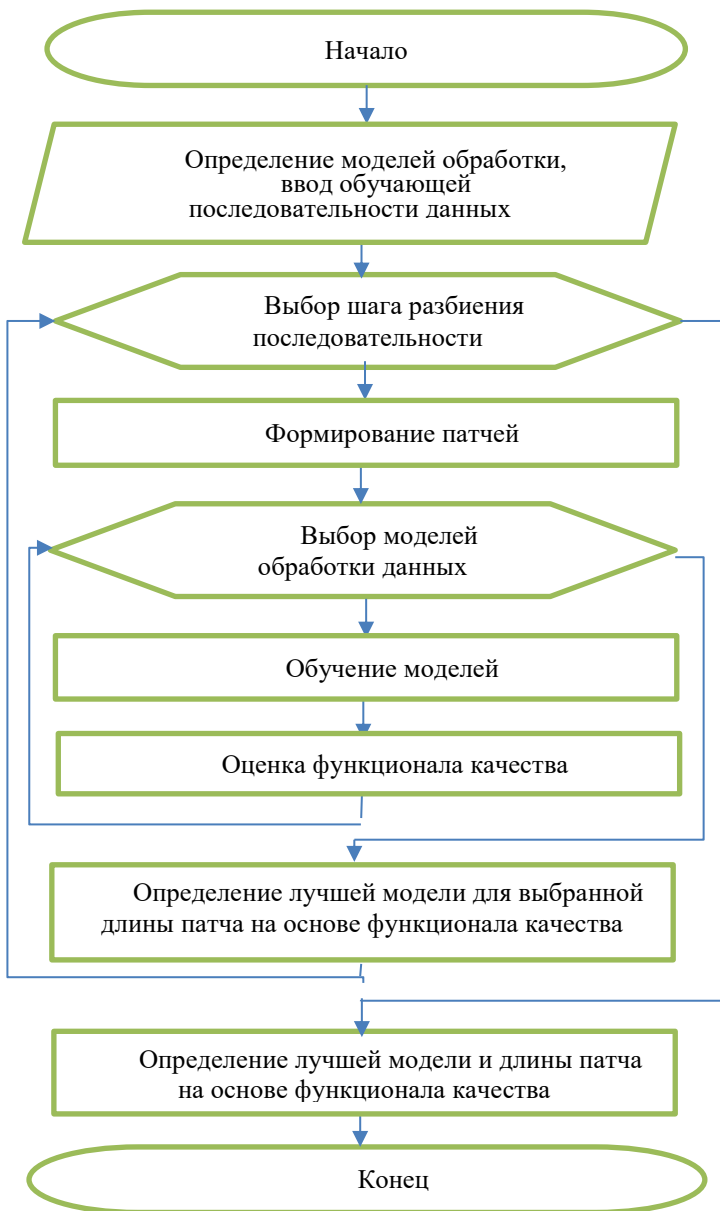 Начало
Определение моделей обработки,
ввод обучающей
последовательности данных
Выбор шага разбиения
последовательности
Формирование патчей
Выбор моделей
обработки данных
Обучение моделей
Оценка функционала качества
Определение лучшей модели для выбранной
длины патча на основе функционала качества
Определение лучшей модели и длины патча
на основе функционала качества
Конец